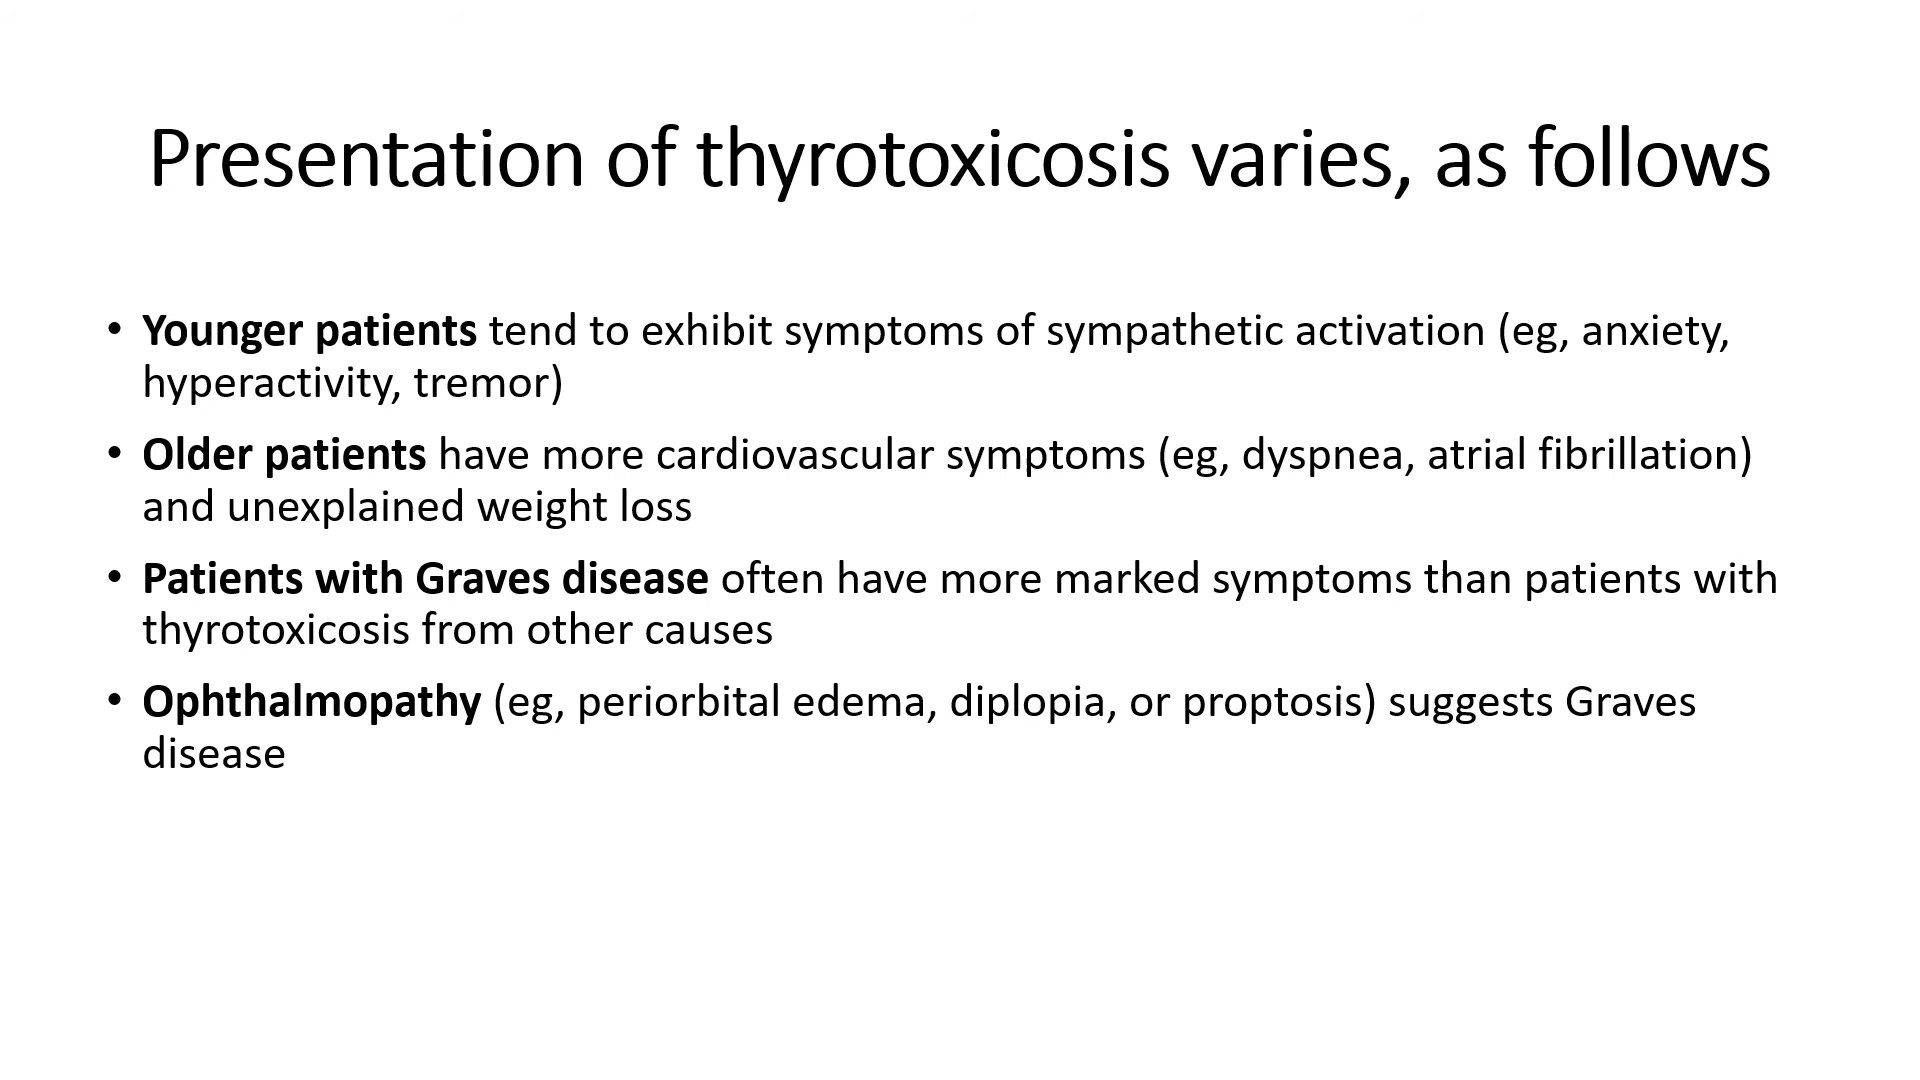 Presentation of thyrotoxicosis varies, as follows
• Younger patients tend to exhibit symptoms of sympathetic activation (eg, anxiety,
hyperactivity, tremor)
• Older patients have more cardiovascular symptoms (eg, dyspnea, atrial fibrillation)
and unexplained weight loss
• Patients with Graves disease often have more marked symptoms than patients with
thyrotoxicosis from other causes
• Ophthalmopathy (eg, periorbital edema, diplopia, or proptosis) suggests Graves
disease